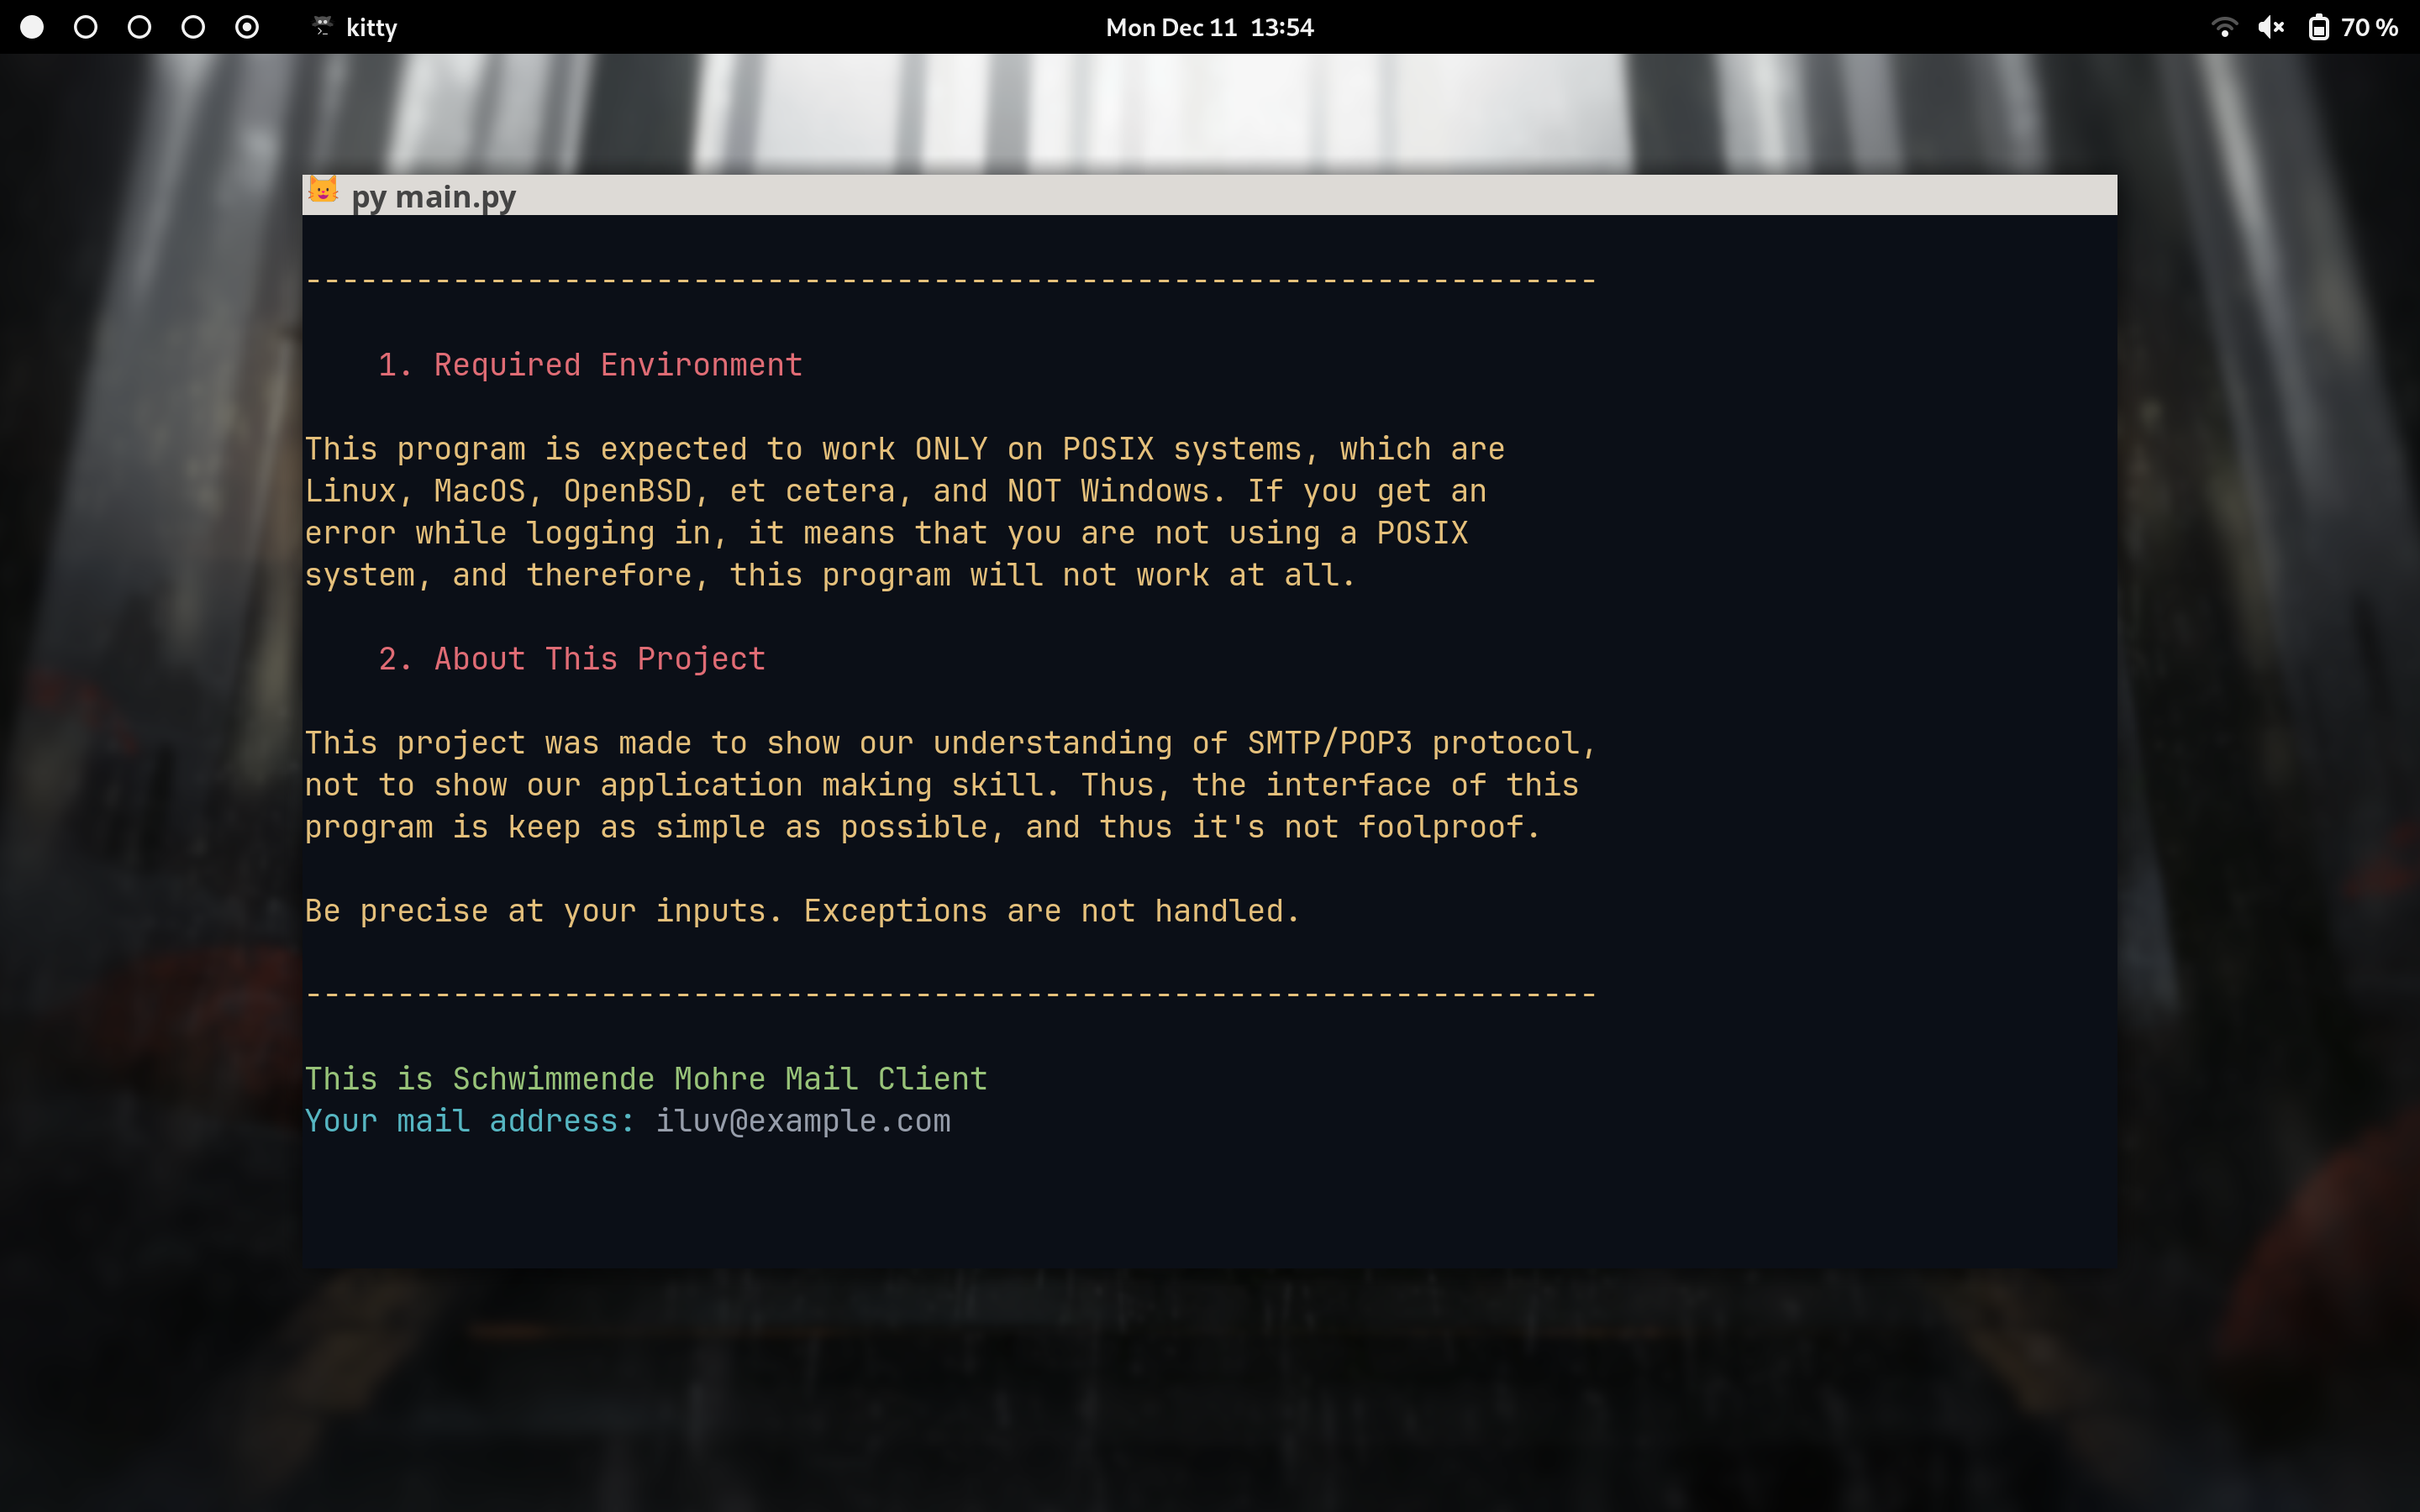 kitty
Mon Dec 11 13:54
70 %
py main.py
----------------------------------------------------------------------
1. Required Environment
This program is expected to work ONLY on POSIX systems, which are
Linux, MacOS, OpenBSD, et cetera, and NOT Windows. If you get an
error while logging in, it means that you are not using a POSIX
system, and therefore, this program will not work at all.
2. About This Project
This project was made to show our understanding of SMTP/POP3 protocol,
not to show our application making skill. Thus, the interface of this
program is keep as simple as possible, and thus it's not foolproof.
Be precise at your inputs. Exceptions are not handled.
----------------------------------------------------------------------
This is Schwimmende Mohre Mail Client
Your mail address: iluv@example.com